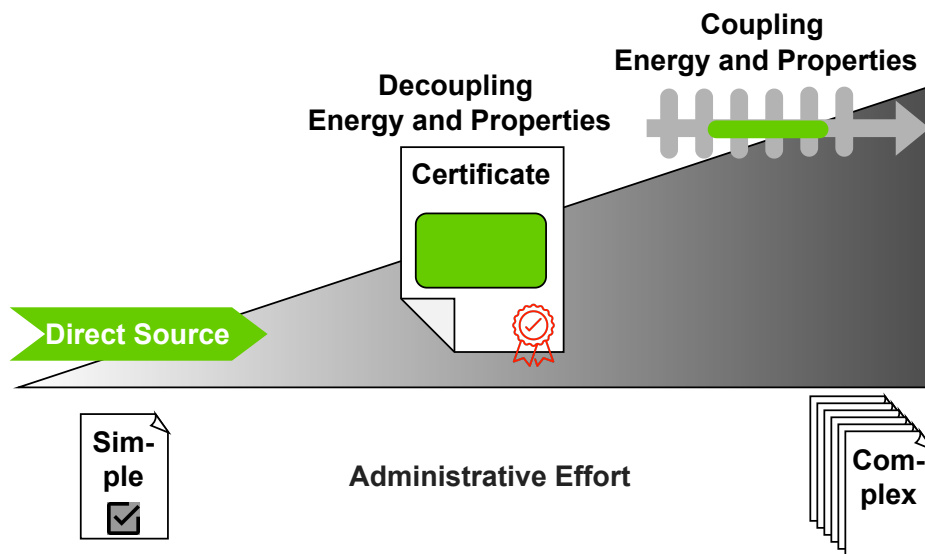 Coupling
Energy and Properties
Decoupling
Energy and Properties
Certificate
Direct Source
Sim-
ple
Administrative Effort
Com-
plex